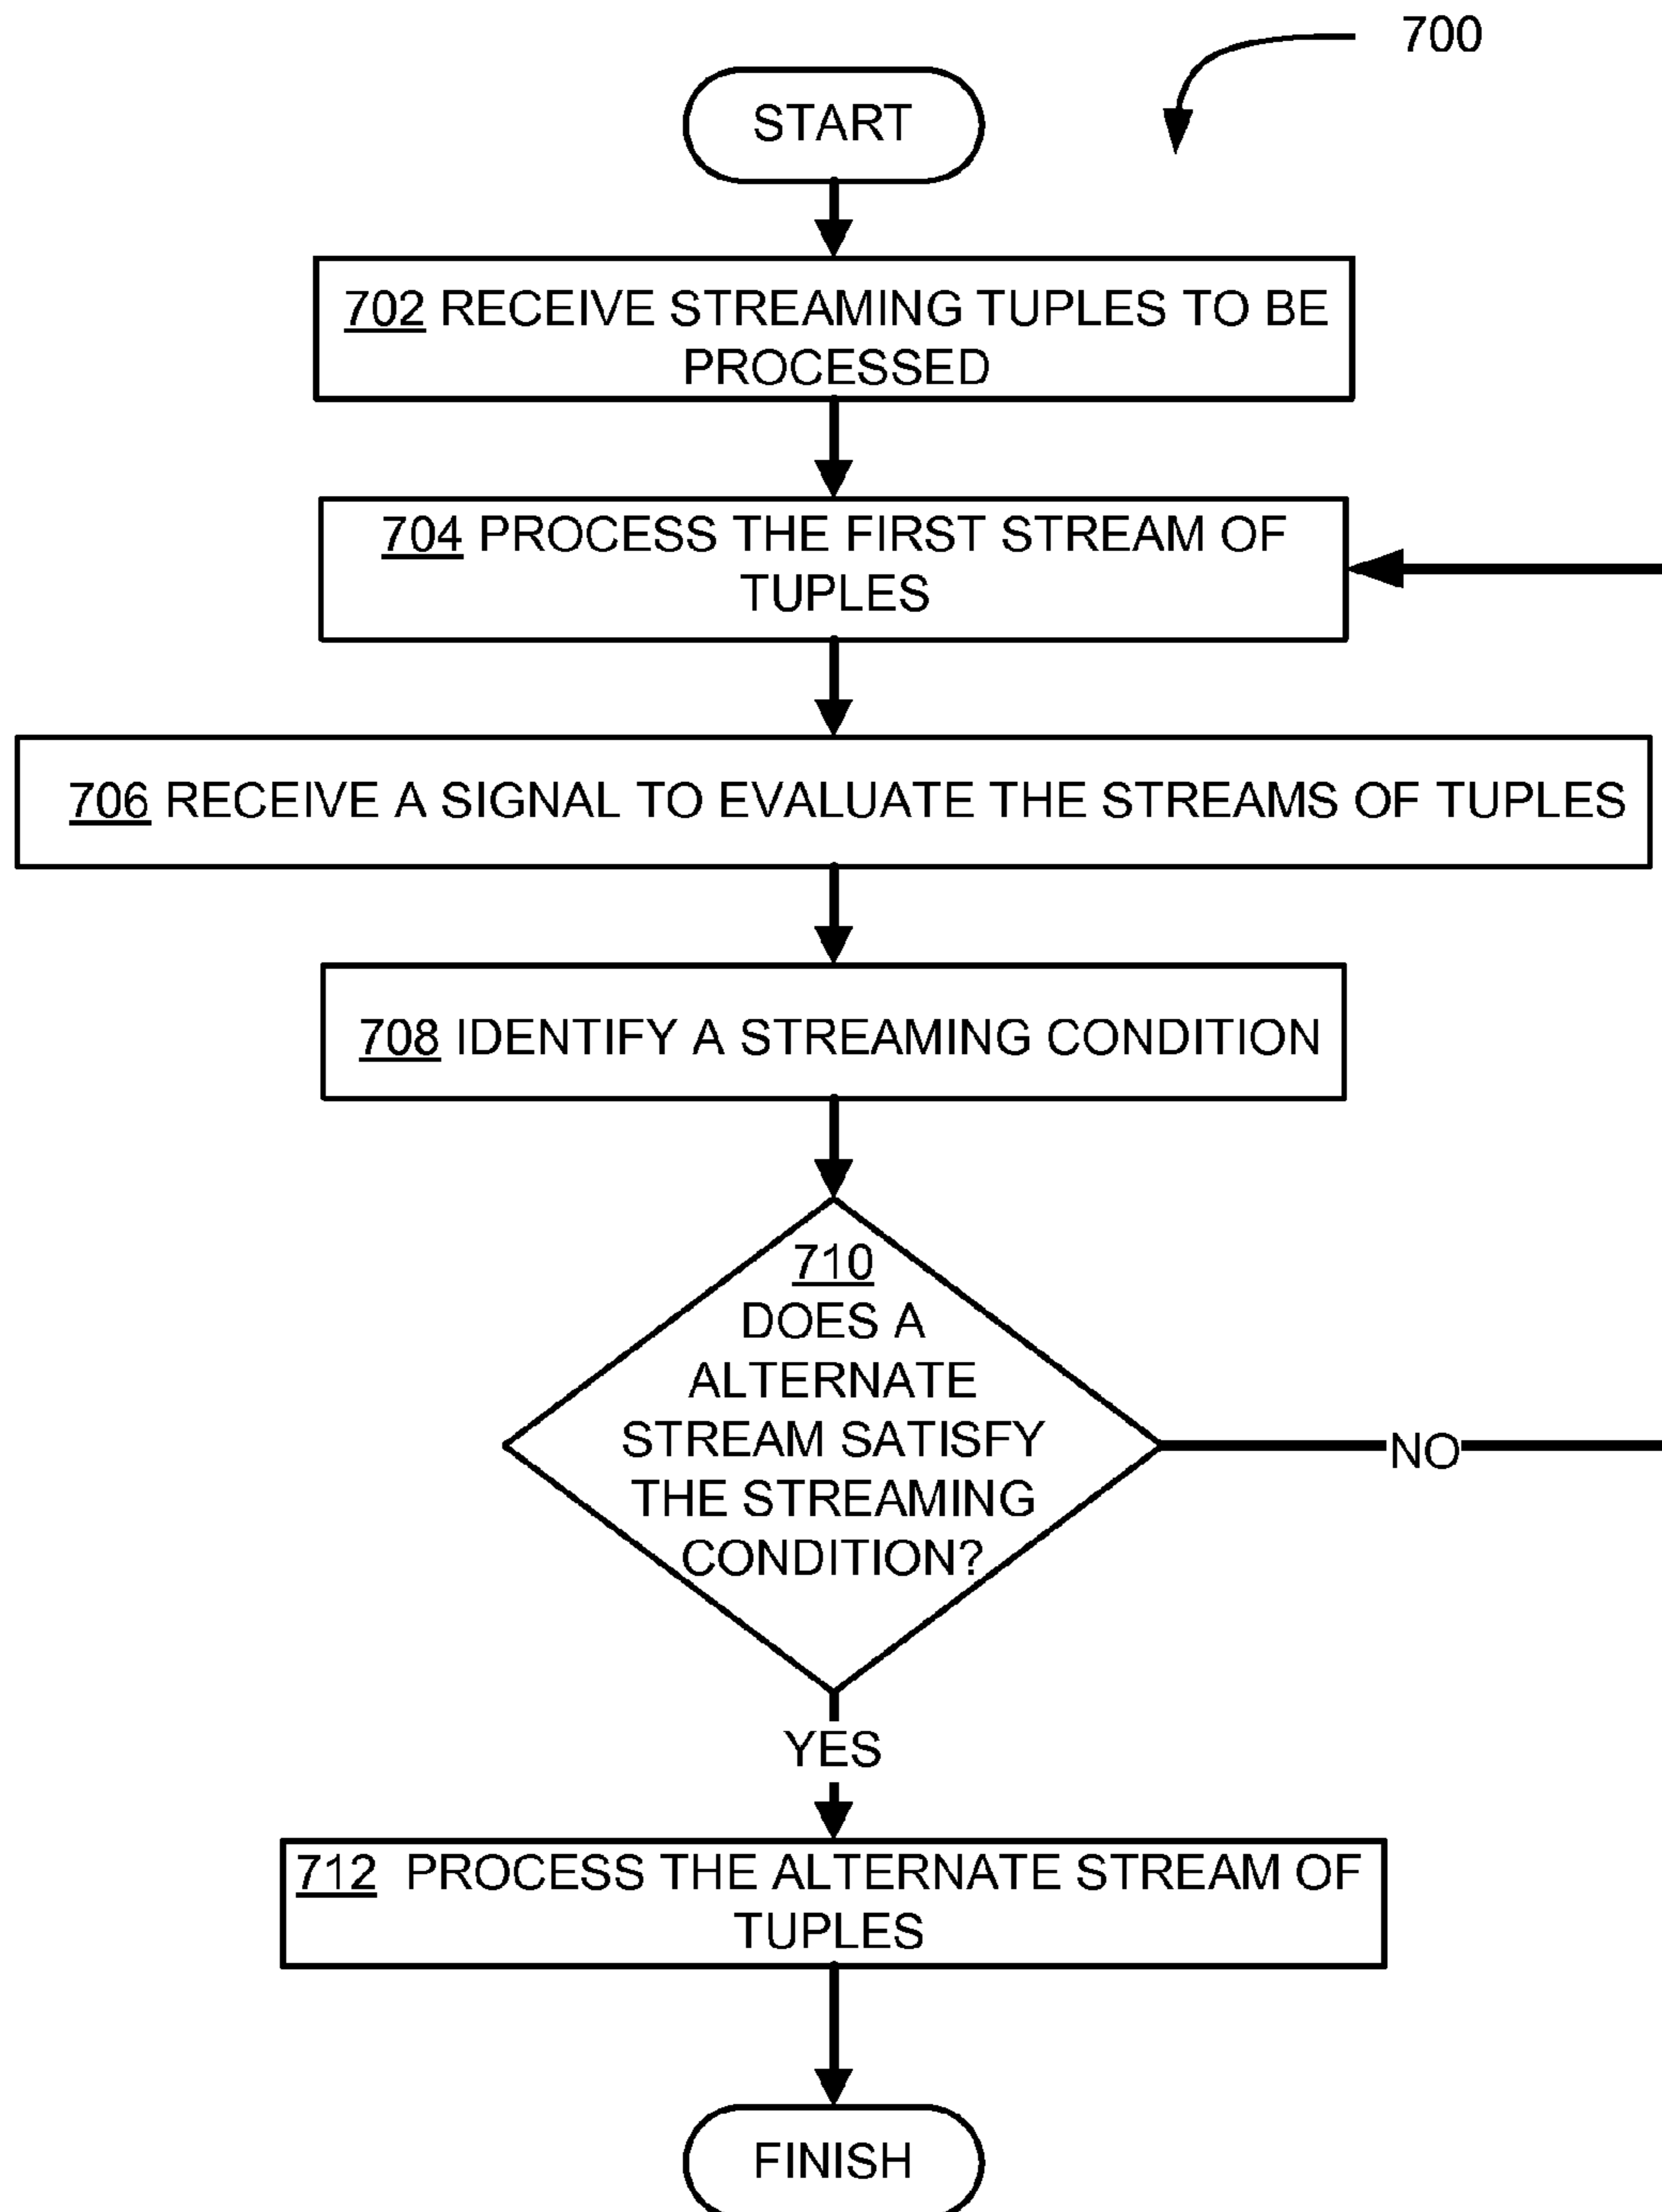 700
START
702 RECEIVE STREAMING TUPLES TO BE
PROCESSED
704 PROCESS THE FIRST STREAM OF
TUPLES
706 RECEIVE A SIGNAL TO EVALUATE THE STREAMS OF TUPLES
708 IDENTIFY A STREAMING CONDITION
710
DOES A
ALTERNATE
STREAM SATISFY
THE STREAMING
CONDITION?
NO
YES
712 PROCESS THE ALTERNATE STREAM OF
TUPLES
FINISH